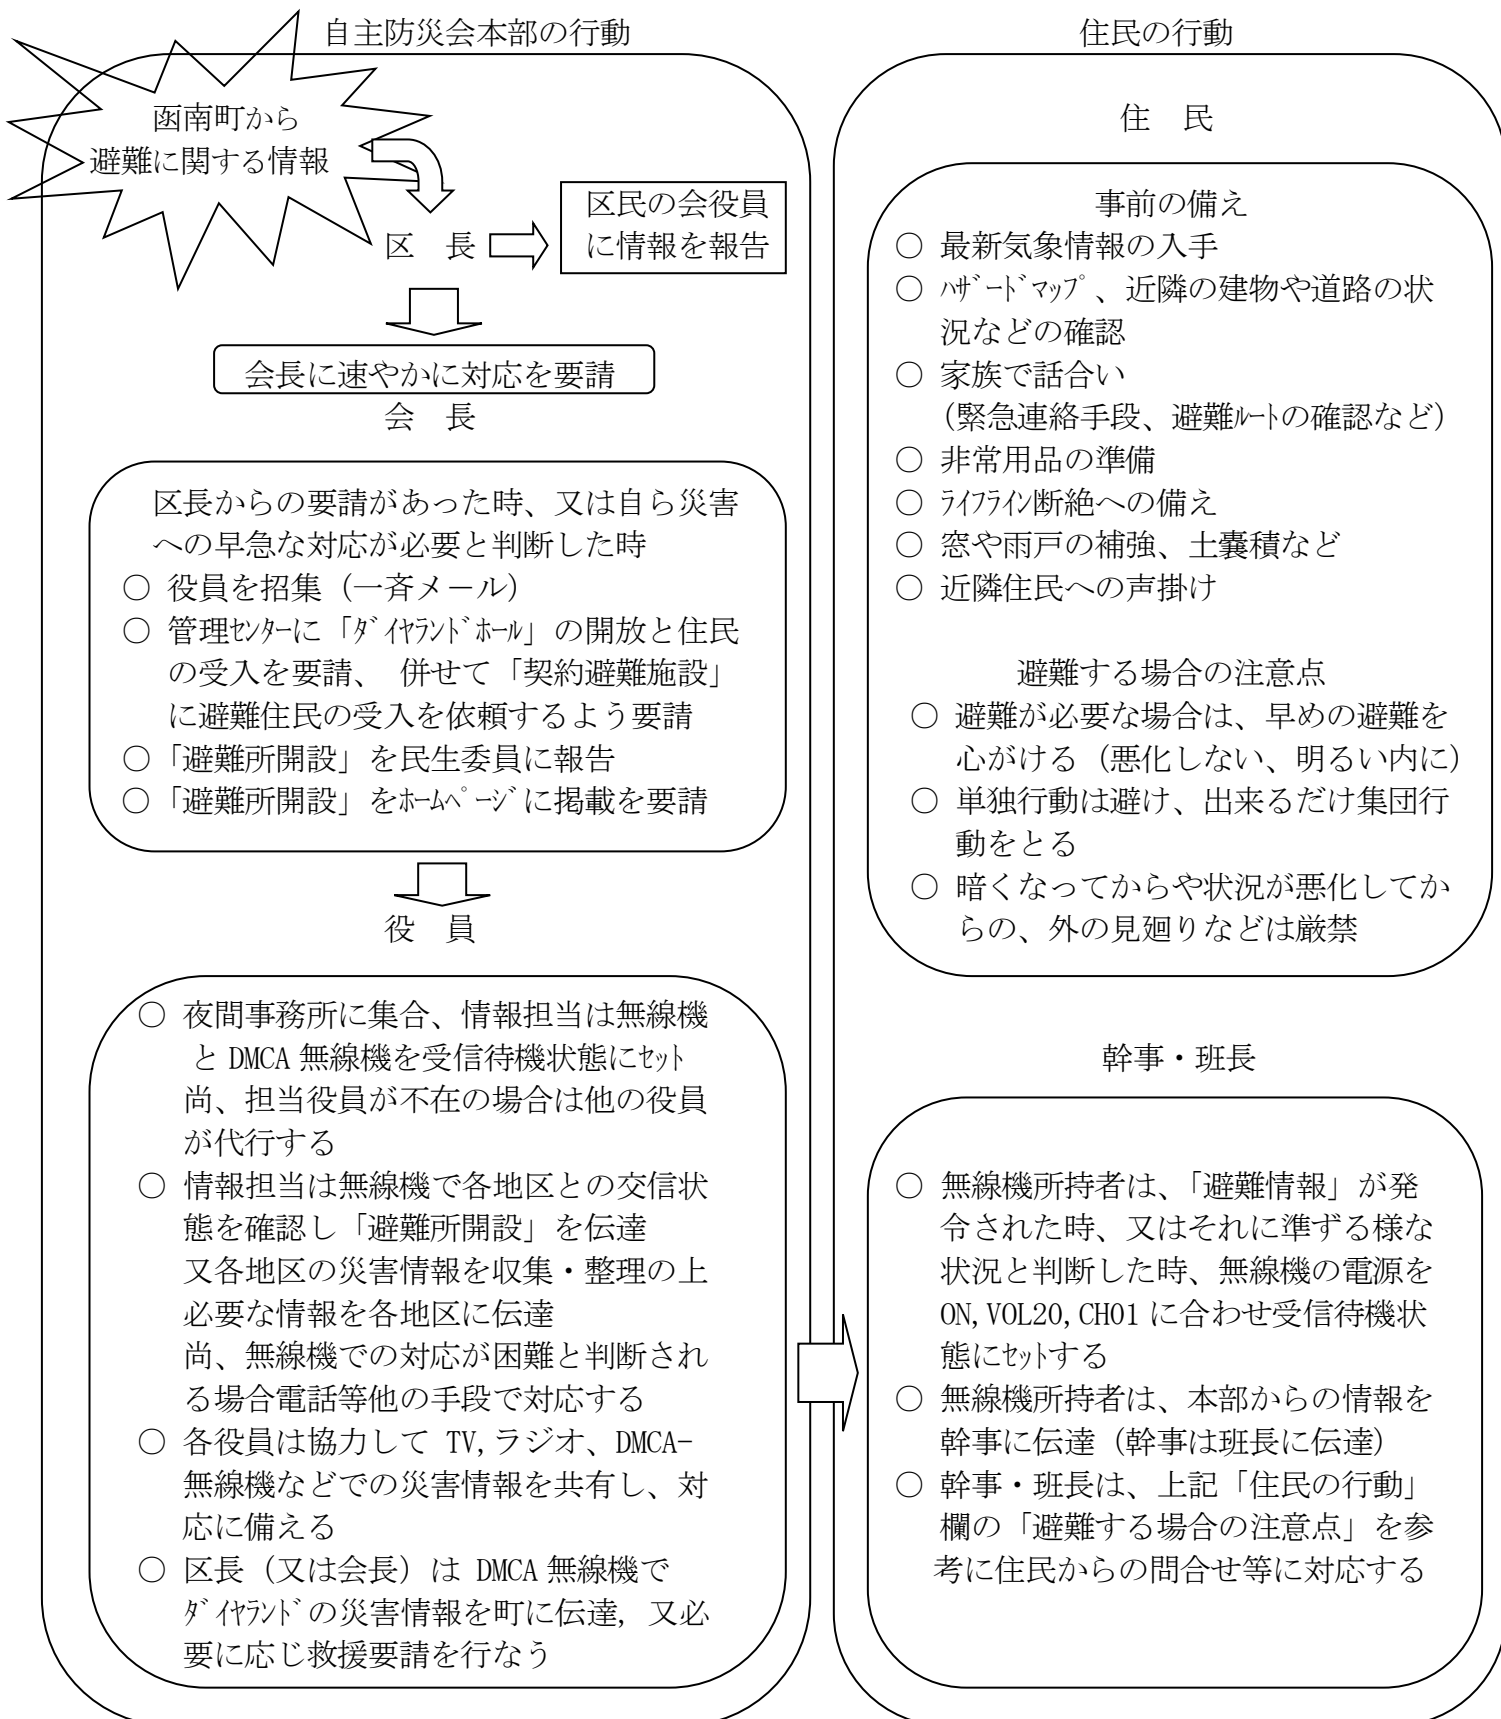 自主防災会本部の行動
函南町から
避難に関する情報
区　長
区民の会役員
に情報を報告
会長に速やかに対応を要請
会　長
区長からの要請があった時、又は自ら災害
への早急な対応が必要と判断した時
○ 役員を招集（一斉メール）
○ 管理ｾﾝﾀｰに「ﾀﾞｲﾔﾗﾝﾄﾞﾎｰﾙ」の開放と住民
の受入を要請、 併せて「契約避難施設」
に避難住民の受入を依頼するよう要請
○「避難所開設」を民生委員に報告
○「避難所開設」をﾎｰﾑﾍﾟｰｼﾞに掲載を要請
役　員
○ 夜間事務所に集合、情報担当は無線機
と DMCA 無線機を受信待機状態にｾｯﾄ
尚、担当役員が不在の場合は他の役員
が代行する
○ 情報担当は無線機で各地区との交信状
態を確認し「避難所開設」を伝達
又各地区の災害情報を収集・整理の上
必要な情報を各地区に伝達
尚、無線機での対応が困難と判断され
る場合電話等他の手段で対応する
○ 各役員は協力して TV,ラジオ、DMCA-
無線機などでの災害情報を共有し、対
応に備える
○ 区長（又は会長）は DMCA 無線機で
ﾀﾞｲﾔﾗﾝﾄﾞの災害情報を町に伝達, 又必
要に応じ救援要請を行なう
住民の行動
住　民
事前の備え
○ 最新気象情報の入手
○ ﾊｻﾞｰﾄﾞﾏｯﾌﾟ、近隣の建物や道路の状
況などの確認
○ 家族で話合い
（緊急連絡手段、避難ﾙｰﾄの確認など）
○ 非常用品の準備
○ ﾗｲﾌﾗｲﾝ断絶への備え
○ 窓や雨戸の補強、土嚢積など
○ 近隣住民への声掛け
避難する場合の注意点
○ 避難が必要な場合は、早めの避難を
心がける（悪化しない、明るい内に）
○ 単独行動は避け、出来るだけ集団行
動をとる
○ 暗くなってからや状況が悪化してか
らの、外の見廻りなどは厳禁
幹事・班長
○ 無線機所持者は、「避難情報」が発
令された時、又はそれに準ずる様な
状況と判断した時、無線機の電源を
ON,VOL20,CH01 に合わせ受信待機状
態にｾｯﾄする
○ 無線機所持者は、本部からの情報を
幹事に伝達（幹事は班長に伝達）
○ 幹事・班長は、上記「住民の行動」
欄の「避難する場合の注意点」を参
考に住民からの問合せ等に対応する